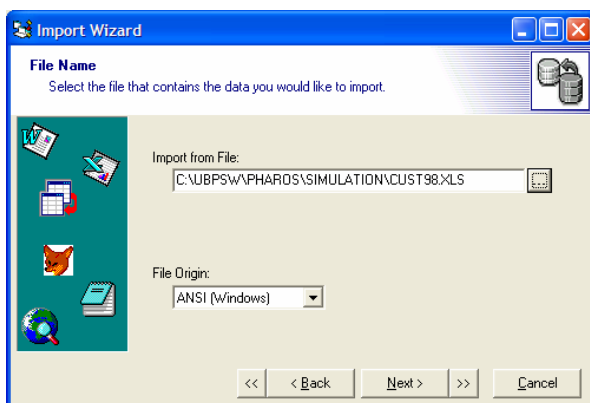 Import Wizard
File Name
Select the file that contains the data you would like to import.
Import from File:
C:\UBPSW\PHAROS\SIMULATION\CUST98.XLS
...
File Origin:
ANSI (Windows)
<< < Back Next > >> Cancel